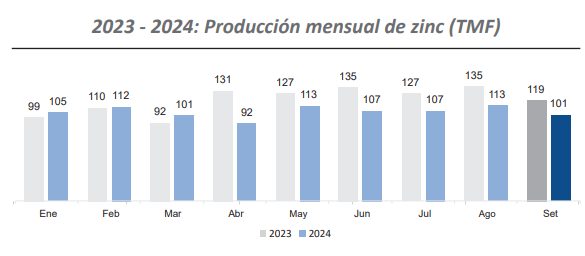 2023 - 2024: Producción mensual de zinc (TMF)
99 105 110 112 92 101 131 92 127 113 135 107 127 107 135 113 119 101
Ene Feb Mar Abr May Jun Jul Ago Set
2023 2024